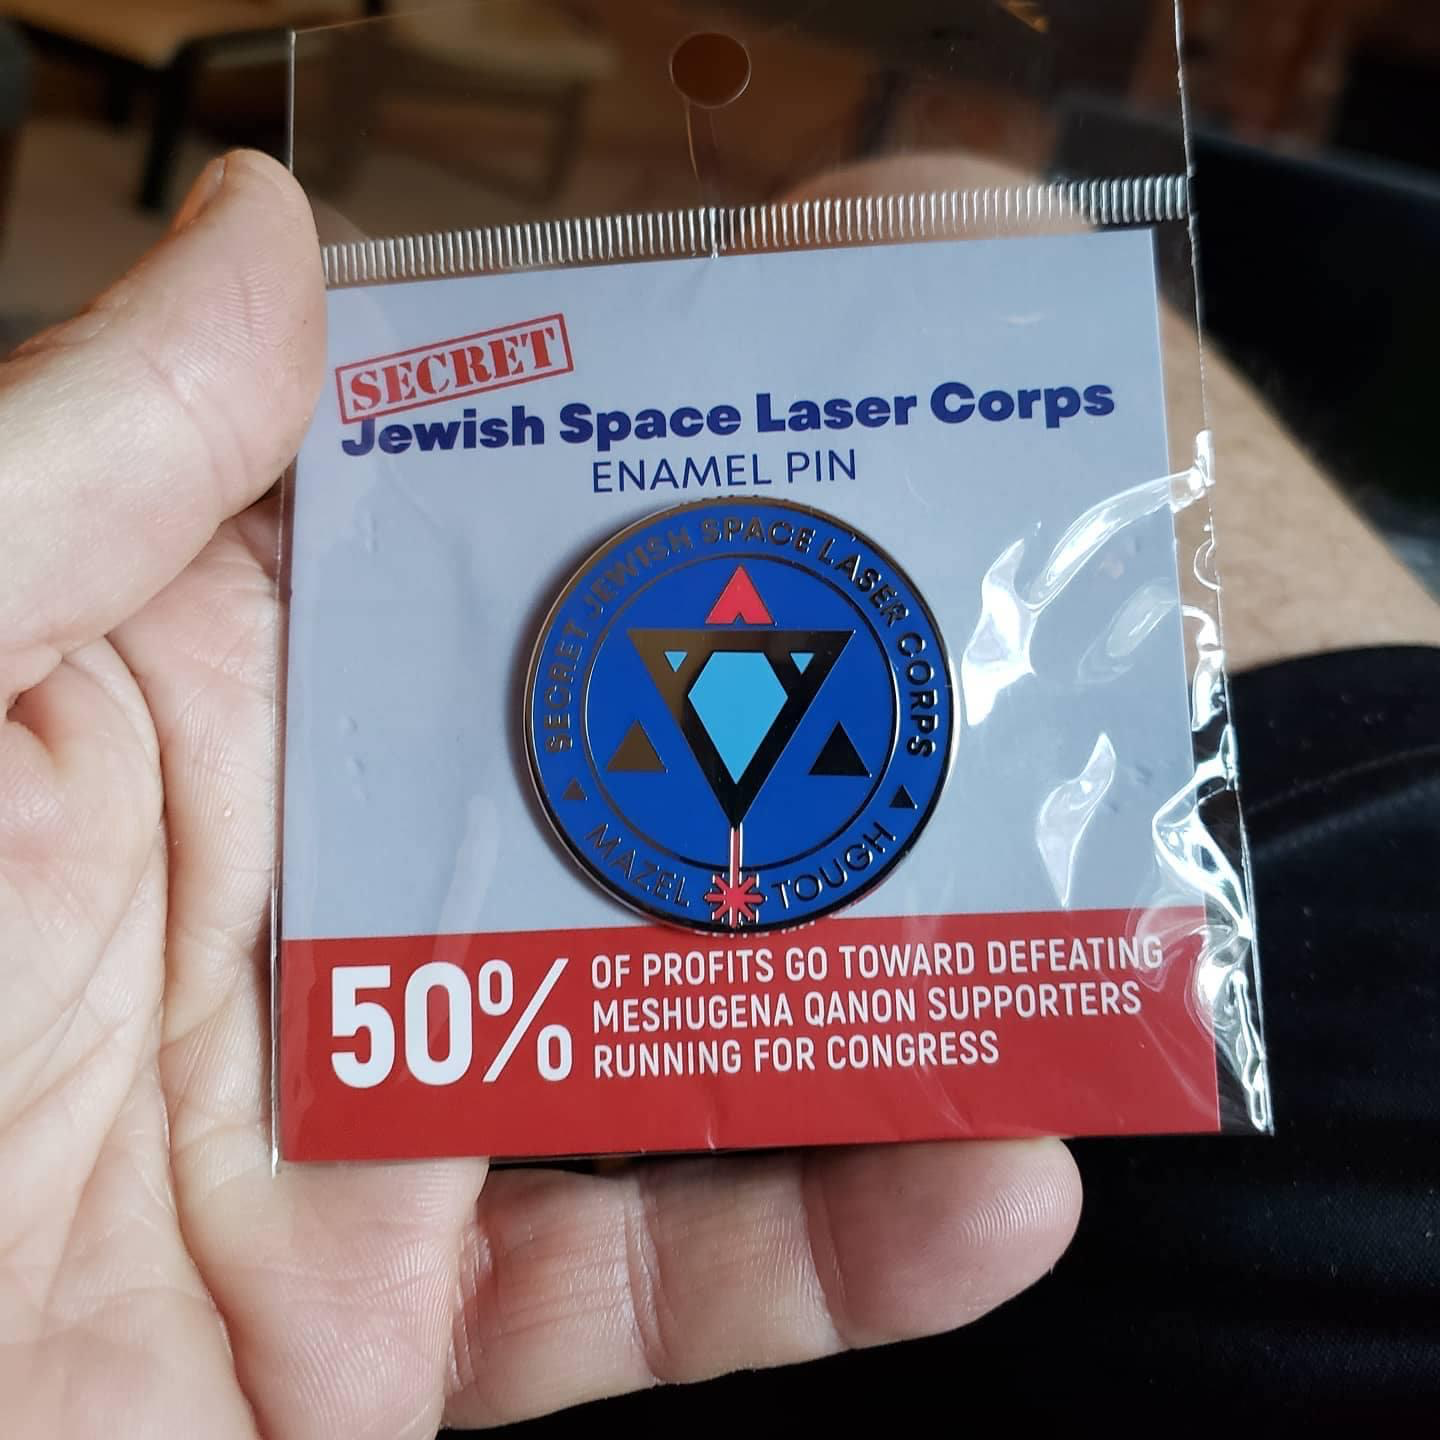 SECRET
Jewish Space Laser Corps
ENAMEL PIN
SECRET JEWISH SPACE LASER CORPS
MAZEL TOUGH
50%
OF PROFITS GO TOWARD DEFEATING
MESHUGENA QANON SUPPORTERS
RUNNING FOR CONGRESS